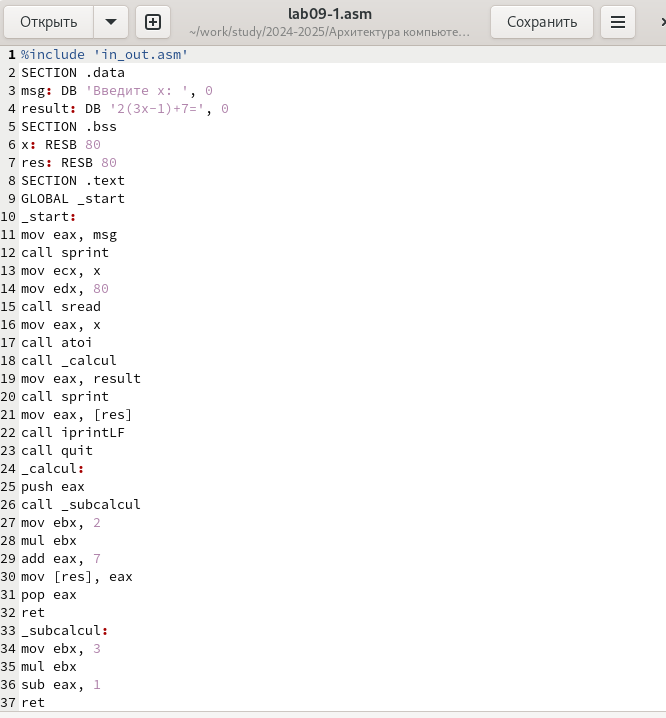 Открыть
lab09-1.asm
~/work/study/2024-2025/Архитектура компьюте…
Сохранить
1 %include 'in_out.asm'
2 SECTION .data
3 msg: DB 'Введите x: ', 0
4 result: DB '2(3x-1)+7=', 0
5 SECTION .bss
6 x: RESB 80
7 res: RESB 80
8 SECTION .text
9 GLOBAL _start
10 _start:
11 mov eax, msg
12 call sprint
13 mov ecx, x
14 mov edx, 80
15 call sread
16 mov eax, x
17 call atoi
18 call _calcul
19 mov eax, result
20 call sprint
21 mov eax, [res]
22 call iprintLF
23 call quit
24 _calcul:
25 push eax
26 call _subcalcul
27 mov ebx, 2
28 mul ebx
29 add eax, 7
30 mov [res], eax
31 pop eax
32 ret
33 _subcalcul:
34 mov ebx, 3
35 mul ebx
36 sub eax, 1
37 ret